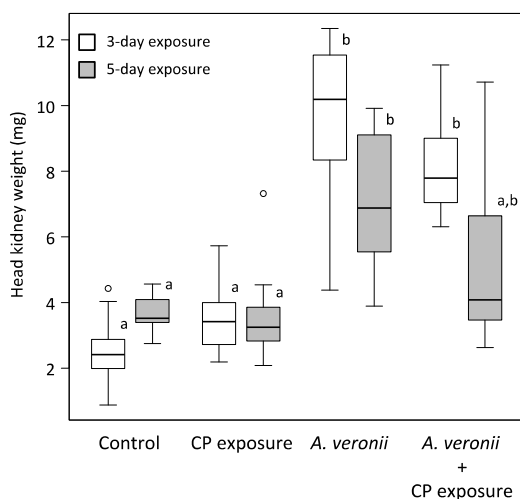 Head kidney weight (mg)
12
10
8
6
4
2
3-day exposure
5-day exposure
a
a
a
a
b
b
b
a,b
Control
CP exposure
A. veronii
A. veronii
+
CP exposure